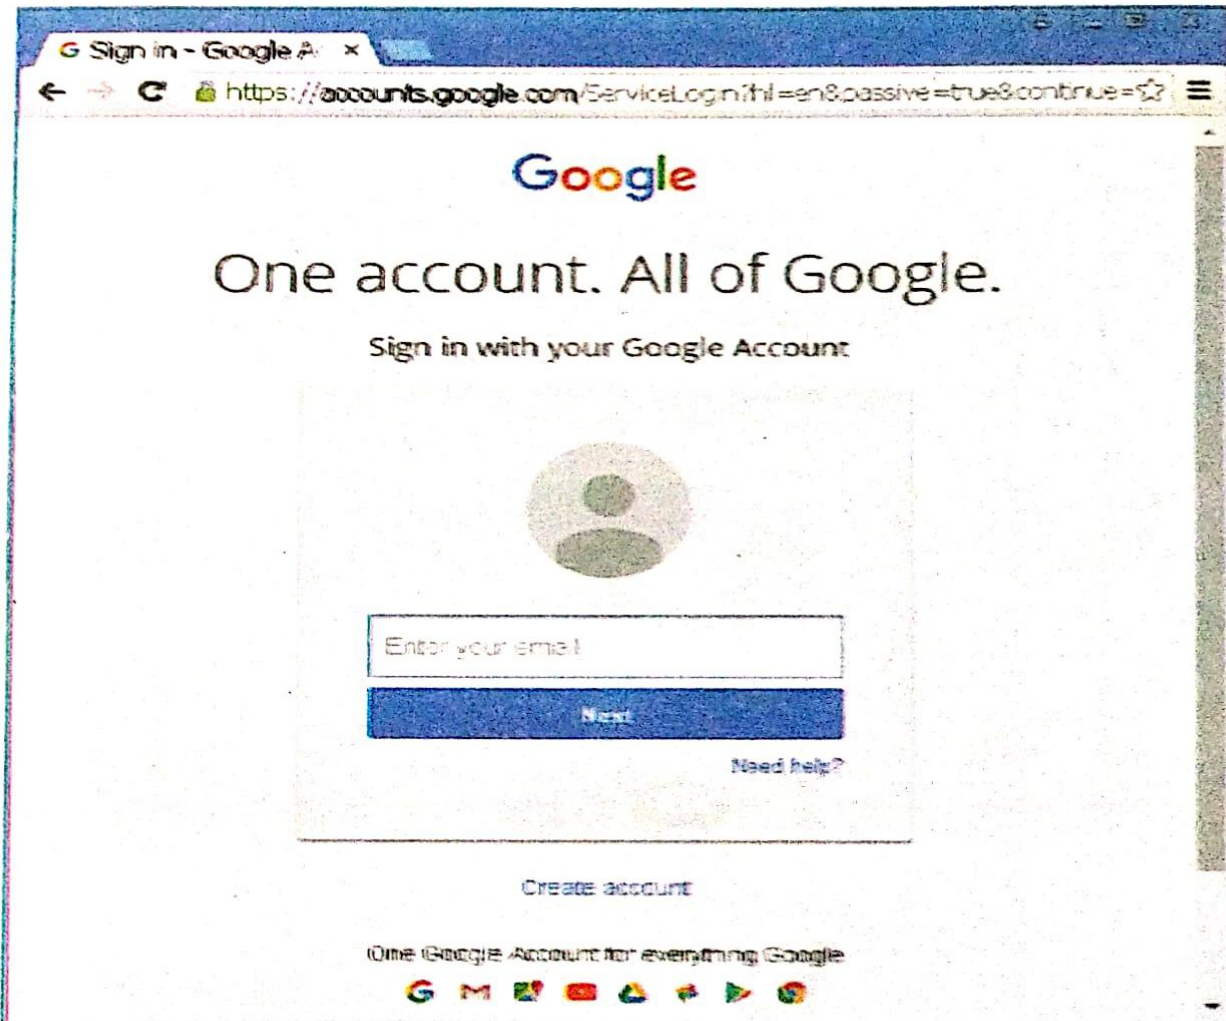 G Sign in - Google A
https://accounts.google.com/ServiceLogin?hl=en&passive=true&continue=
Google
One account. All of Google.
Sign in with your Google Account
Enter your email
Next
Need help?
Create account
One Google Account for everything Google